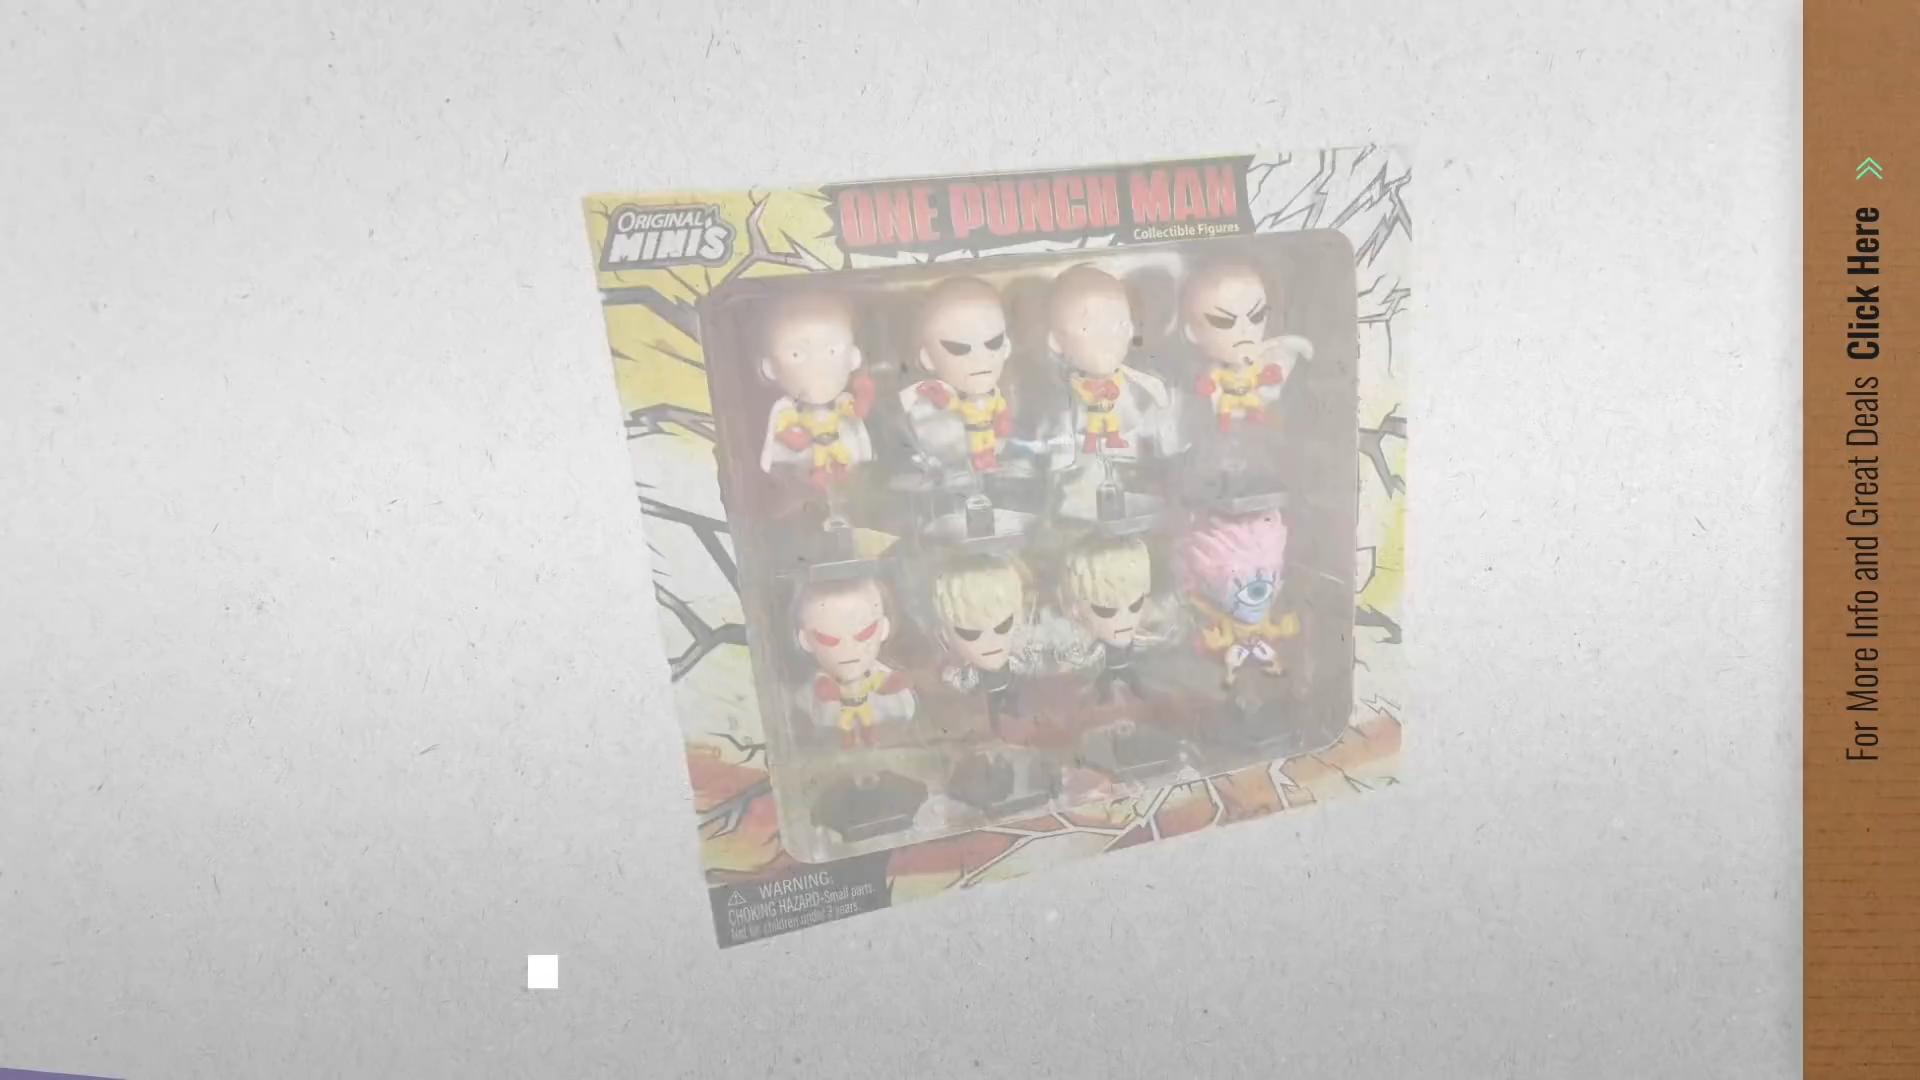 ORIGINAL
MINIS
ONE PUNCH MAN
Collectible Figures
WARNING:
CHOKING HAZARD-Small parts.
Not for children under 3 years.
For More Info and Great Deals Click Here